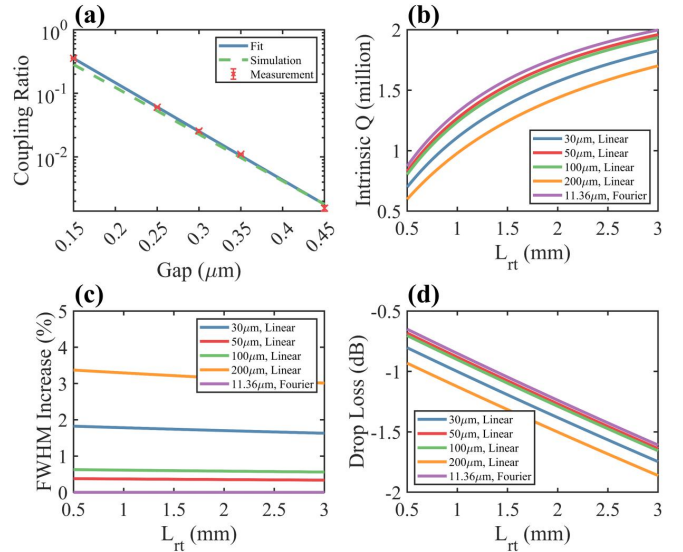 (a)
10^0
10^-1
10^-2
Coupling Ratio
Fit
Simulation
Measurement
0.15
0.2
0.25
0.3
0.35
0.4
0.45
Gap (μm)
(b)
2
1.5
1
0.5
Intrinsic Q (million)
30μm, Linear
50μm, Linear
100μm, Linear
200μm, Linear
11.36μm, Fourier
0.5 1 1.5 2 2.5 3
L_rt (mm)
(c)
5
4
3
2
1
0
FWHM Increase (%)
30μm, Linear
50μm, Linear
100μm, Linear
200μm, Linear
11.36μm, Fourier
0.5 1 1.5 2 2.5 3
L_rt (mm)
(d)
-0.5
-1
-1.5
-2
Drop Loss (dB)
30μm, Linear
50μm, Linear
100μm, Linear
200μm, Linear
11.36μm, Fourier
0.5 1 1.5 2 2.5 3
L_rt (mm)